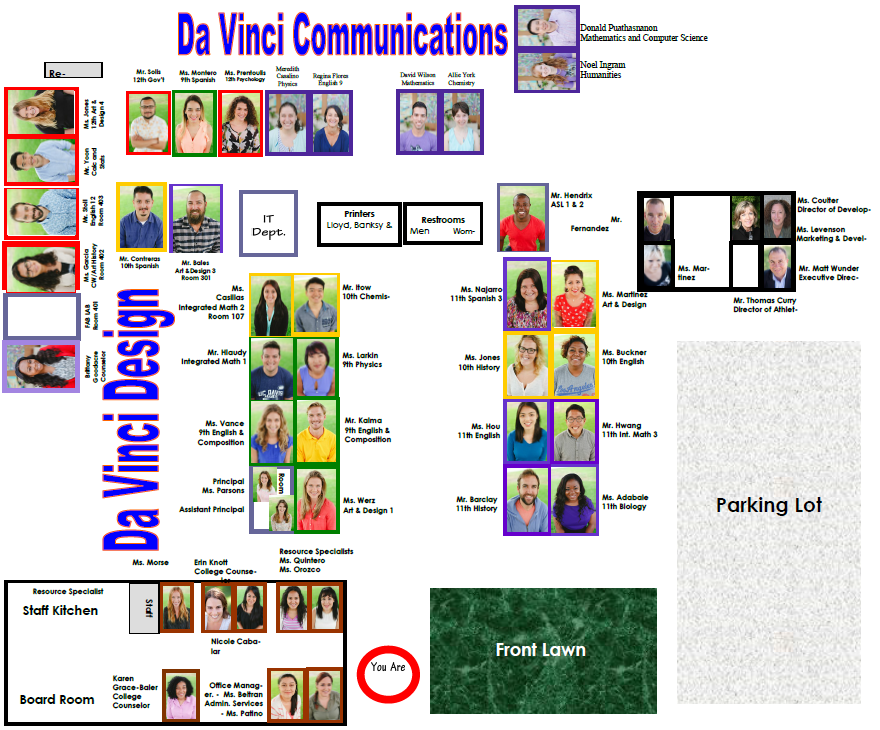 Da Vinci Communications
Donald Puathasnanon
Mathematics and Computer Science
Noel Ingram
Humanities
Re-
Mr. Solis
12th Gov't
Ms. Montero
9th Spanish
Ms. Prentoulis
12th Psychology
Meredith
Casalino
Physics
Regina Flores
English 9
David Wilson
Mathematics
Allie York
Chemistry
Ms. Jones
12th Art &
Design 4
Mr. Yoon
Calc and
Stats
Mr. Stoll
English 12
Room 403
Ms. Garcia
CW/Art History
Room 402
FAB LAB
Room 401
Brittany
Goodacre
Counselor
Mr. Contreras
10th Spanish
Mr. Bales
Art & Design 3
Room 301
IT
Dept.
Printers
Lloyd, Banksy &
Restrooms
Men Wom-
Mr. Hendrix
ASL 1 & 2
Mr.
Fernandez
Ms. Coulter
Director of Develop-
Ms. Levenson
Marketing & Devel-
Ms. Mar-
tinez
Mr. Matt Wunder
Executive Direc-
Mr. Thomas Curry
Director of Athlet-
Da Vinci Design
Ms.
Casillas
Integrated Math 2
Room 107
Mr. Itow
10th Chemis-
Mr. Hlaudy
Integrated Math 1
Ms. Larkin
9th Physics
Ms. Vance
9th English &
Composition
Mr. Kalma
9th English &
Composition
Principal
Ms. Parsons
Assistant Principal
Room
Ms. Werz
Art & Design 1
Ms.
Najarro
11th Spanish 3
Ms. Martinez
Art & Design
Ms. Jones
10th History
Ms. Buckner
10th English
Ms. Hou
11th English
Mr. Hwang
11th Int. Math 3
Mr. Barclay
11th History
Ms. Adabale
11th Biology
Parking Lot
Ms. Morse
Erin Knott
College Counse-
lor
Resource Specialists
Ms. Quintero
Ms. Orozco
Resource Specialist
Staff Kitchen
Staff
Nicole Caba-
lar
Board Room
Karen
Grace-Baler
College
Counselor
Office Manag-
er. - Ms. Beltran
Admin. Services
- Ms. Patino
You Are
Front Lawn